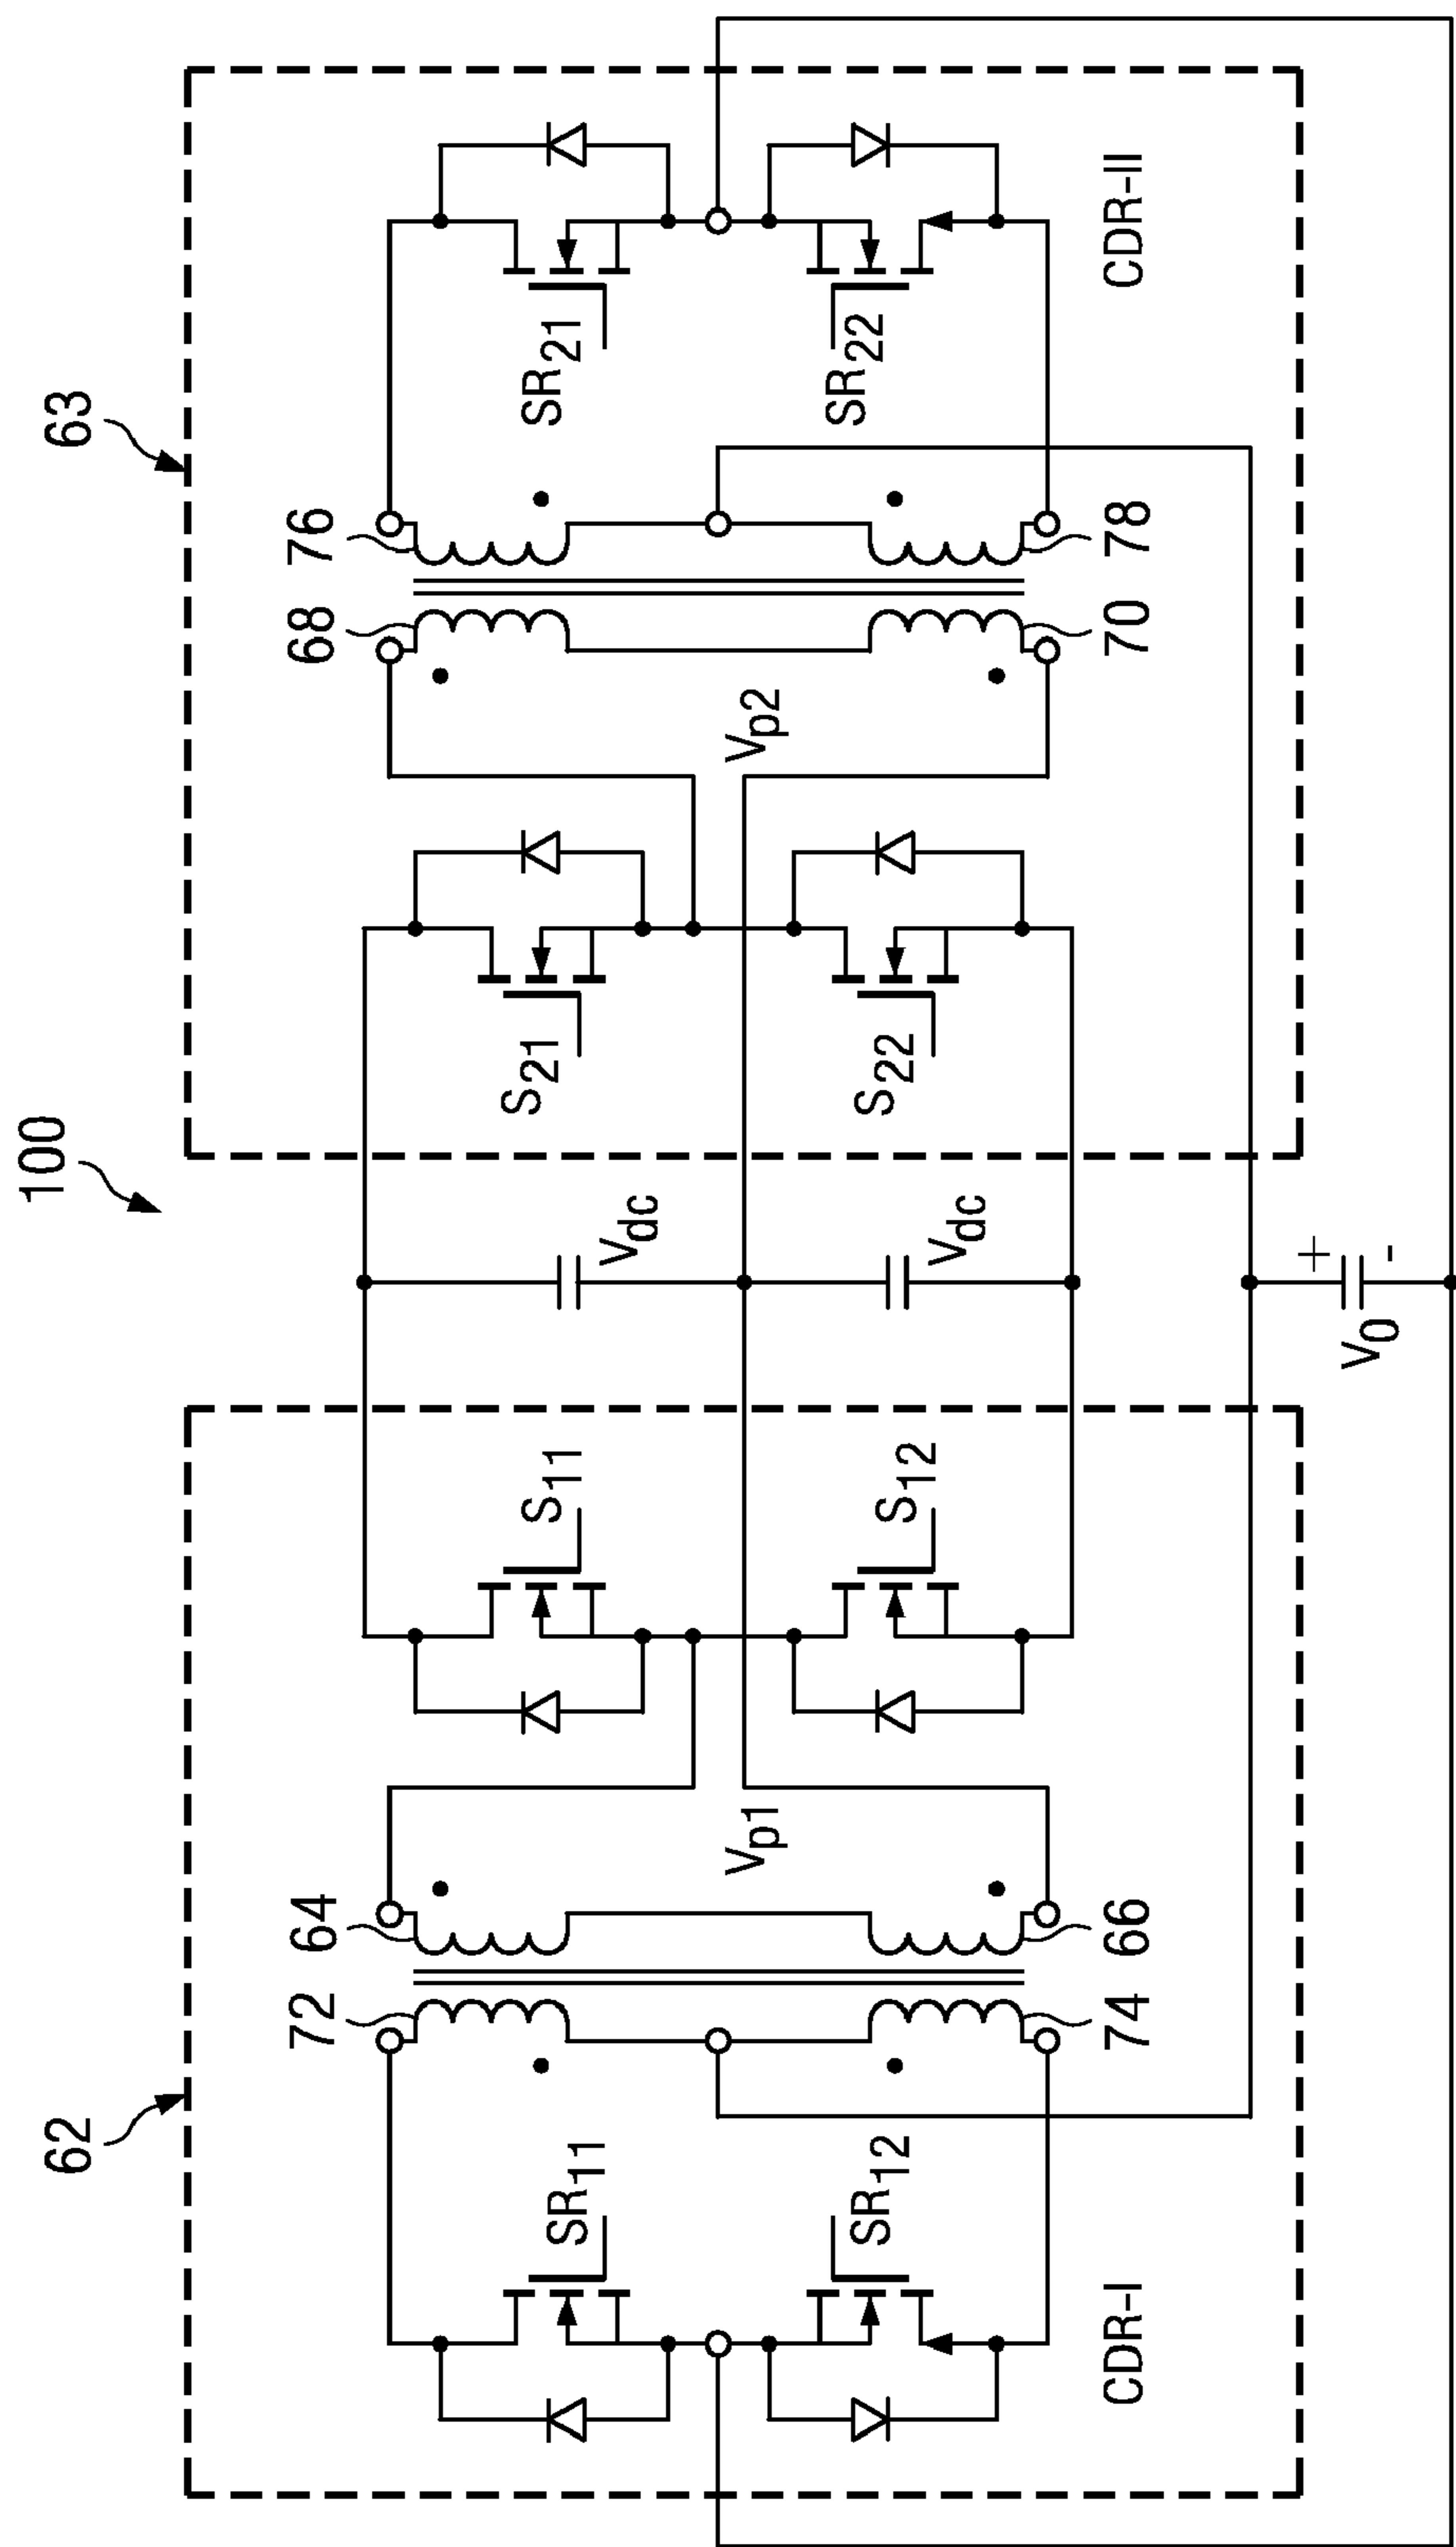 100
62
63
72
64
68
76
SR11
S11
S21
SR21
Vp1
Vdc
Vp2
SR12
S12
Vdc
S22
SR22
74
66
70
78
CDR-I
CDR-II
V0
+
-